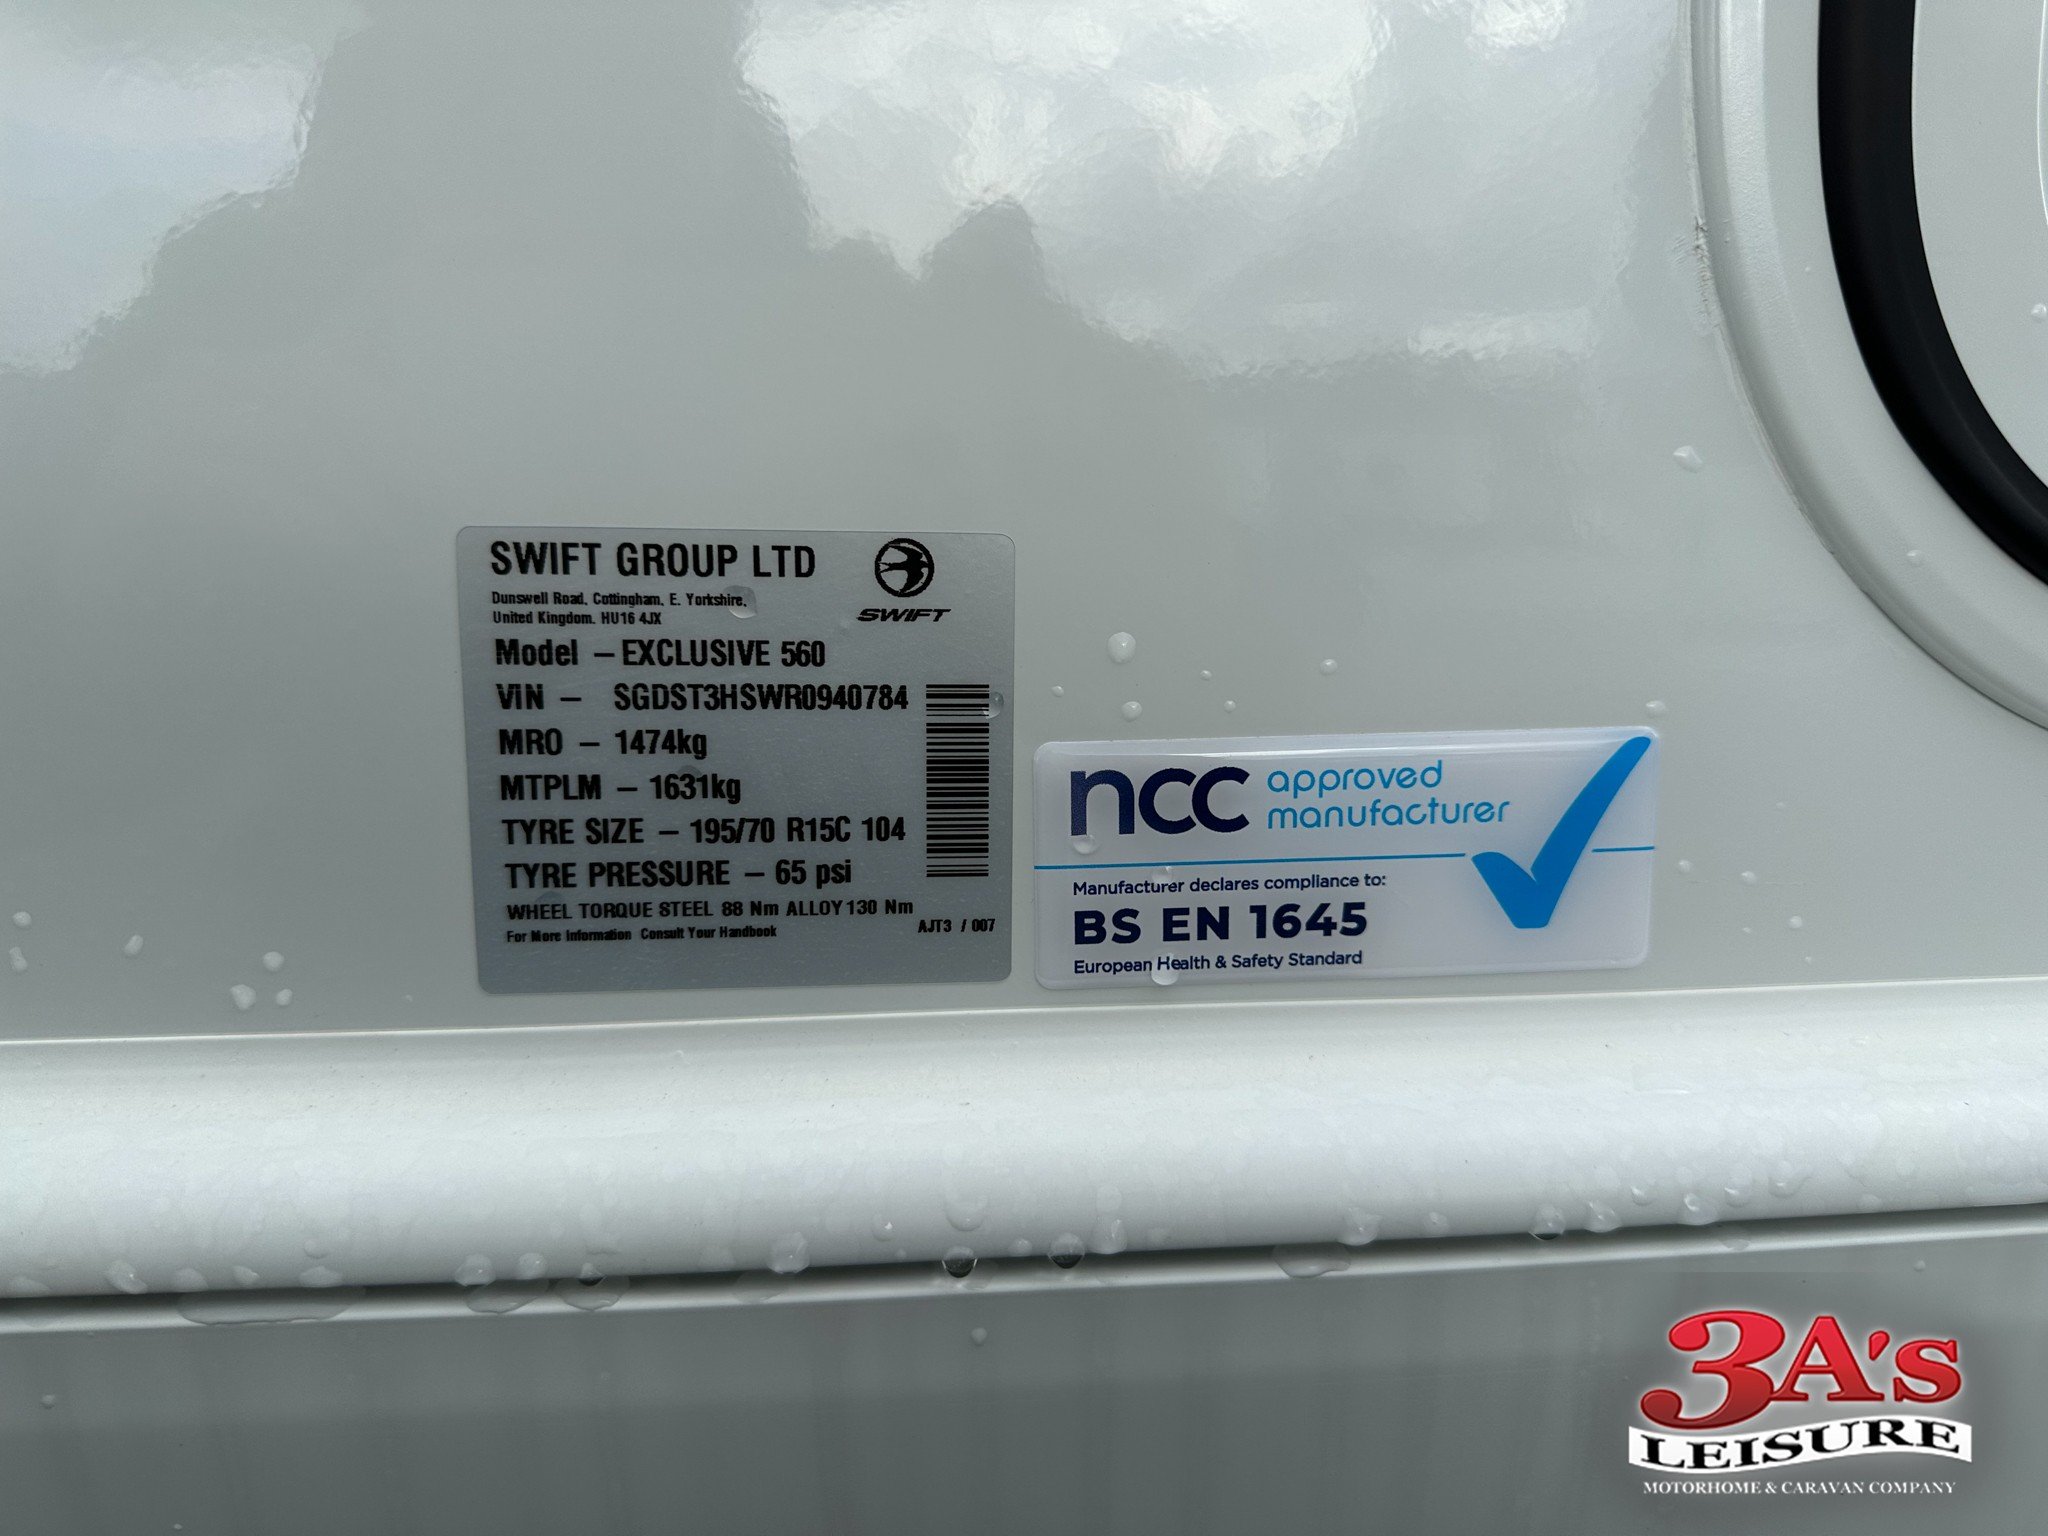 SWIFT GROUP LTD
Dunswell Road, Cottingham, E. Yorkshire,
United Kingdom. HU16 4JX
SWIFT
Model – EXCLUSIVE 560
VIN – SGDST3HSWR0940784
MRO – 1474kg
MTPLM – 1631kg
TYRE SIZE – 195/70 R15C 104
TYRE PRESSURE – 65 psi
WHEEL TORQUE STEEL 88 Nm ALLOY 130 Nm
For More Information Consult Your Handbook
AJT3 / 007
ncc approved
manufacturer
Manufacturer declares compliance to:
BS EN 1645
European Health & Safety Standard
3A's
LEISURE
MOTORHOME & CARAVAN COMPANY